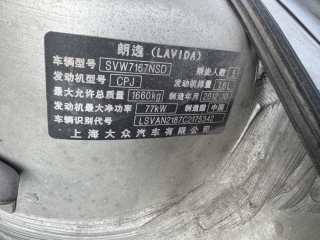 朗逸 (LAVIDA)
车辆型号 SVW7167NSD 乘坐人数 5
发动机型号 CPJ 发动机排量 1.6L
最大允许总质量 1660kg 制造年月 2012.10
发动机最大净功率 77kW 制造国 中国
车辆识别代号 LSVAN2187C2175342
上海大众汽车有限公司